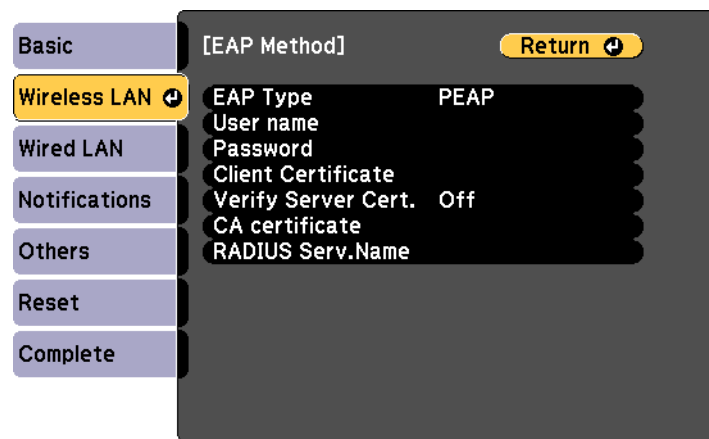 Basic
Wireless LAN
Wired LAN
Notifications
Others
Reset
Complete
[EAP Method]
Return
EAP Type PEAP
User name
Password
Client Certificate
Verify Server Cert. Off
CA certificate
RADIUS Serv.Name